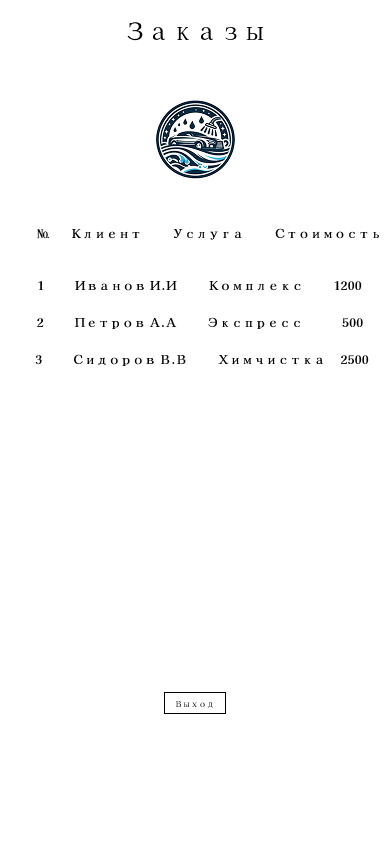 Заказы
№ Клиент Услуга Стоимость
1 Иванов И.И Комплекс 1200
2 Петров А.А Экспресс 500
3 Сидоров В.В Химчистка 2500
Выход